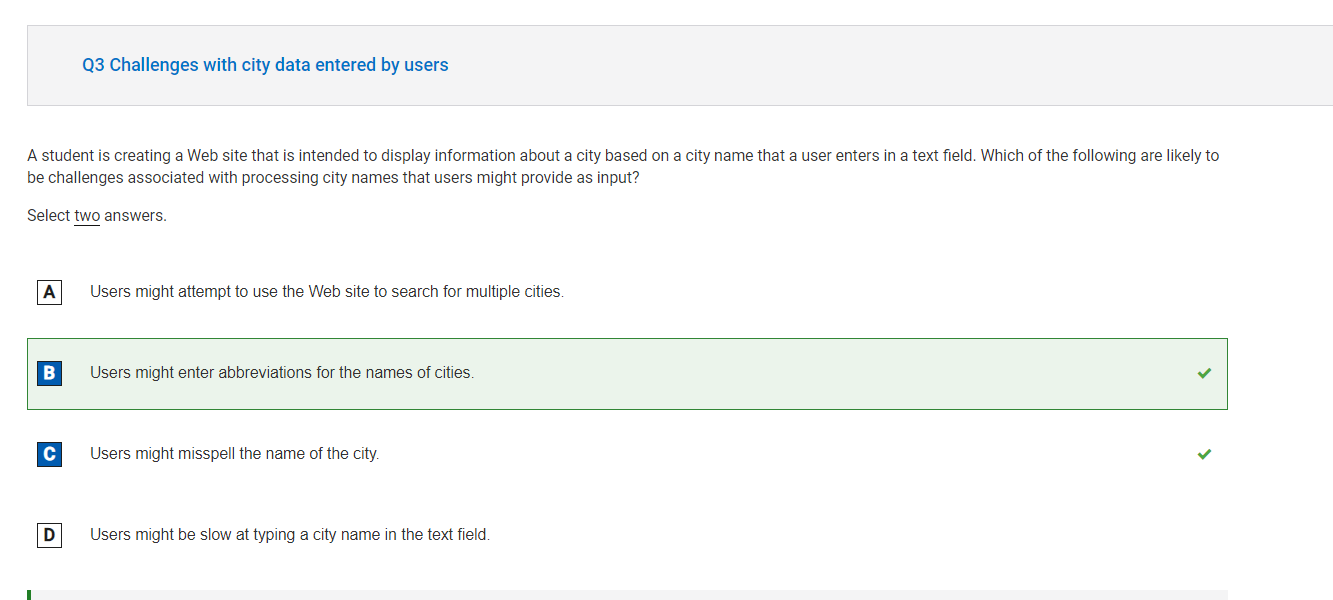 Q3 Challenges with city data entered by users
A student is creating a Web site that is intended to display information about a city based on a city name that a user enters in a text field. Which of the following are likely to
be challenges associated with processing city names that users might provide as input?
Select two answers.
A Users might attempt to use the Web site to search for multiple cities.
B Users might enter abbreviations for the names of cities.
C Users might misspell the name of the city.
D Users might be slow at typing a city name in the text field.